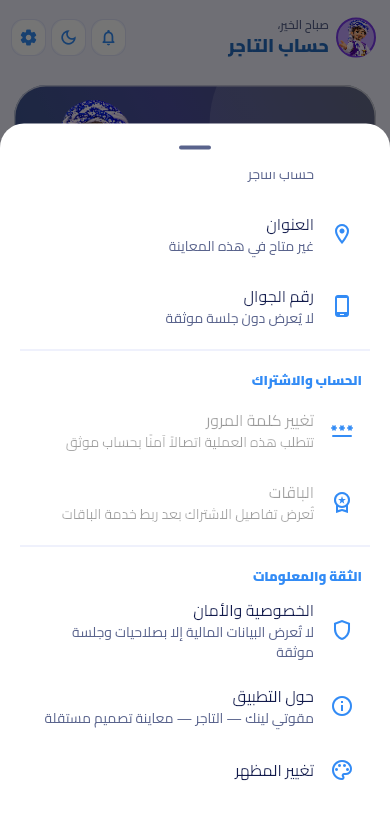 صباح الخير،
حساب التاجر
حساب التاجر
العنوان
غير متاح في هذه المعاينة
رقم الجوال
لا يُعرض دون جلسة موثقة
الحساب والاشتراك
تغيير كلمة المرور
تتطلب هذه العملية اتصالاً آمنًا بحساب موثق
الباقات
تُعرض تفاصيل الاشتراك بعد ربط خدمة الباقات
الثقة والمعلومات
الخصوصية والأمان
لا تُعرض البيانات المالية إلا بصلاحيات وجلسة
موثقة
حول التطبيق
مقوتي لينك — التاجر — معاينة تصميم مستقلة
تغيير المظهر